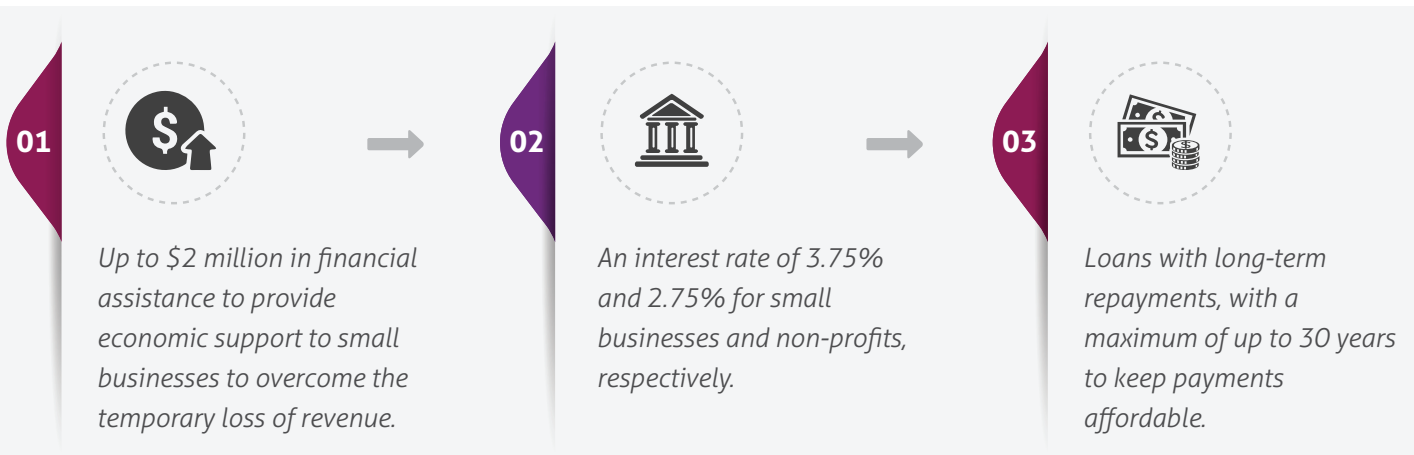 01
Up to $2 million in financial
assistance to provide
economic support to small
businesses to overcome the
temporary loss of revenue.
02
An interest rate of 3.75%
and 2.75% for small
businesses and non-profits,
respectively.
03
Loans with long-term
repayments, with a
maximum of up to 30 years
to keep payments
affordable.